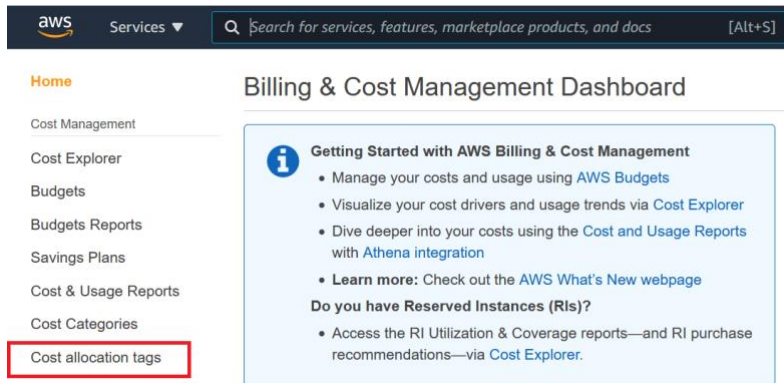 aws Services ▼ Search for services, features, marketplace products, and docs [Alt+S]
Home
Cost Management
Cost Explorer
Budgets
Budgets Reports
Savings Plans
Cost & Usage Reports
Cost Categories
Cost allocation tags
Billing & Cost Management Dashboard
Getting Started with AWS Billing & Cost Management
• Manage your costs and usage using AWS Budgets
• Visualize your cost drivers and usage trends via Cost Explorer
• Dive deeper into your costs using the Cost and Usage Reports
with Athena integration
• Learn more: Check out the AWS What's New webpage
Do you have Reserved Instances (RIs)?
• Access the RI Utilization & Coverage reports—and RI purchase
recommendations—via Cost Explorer.